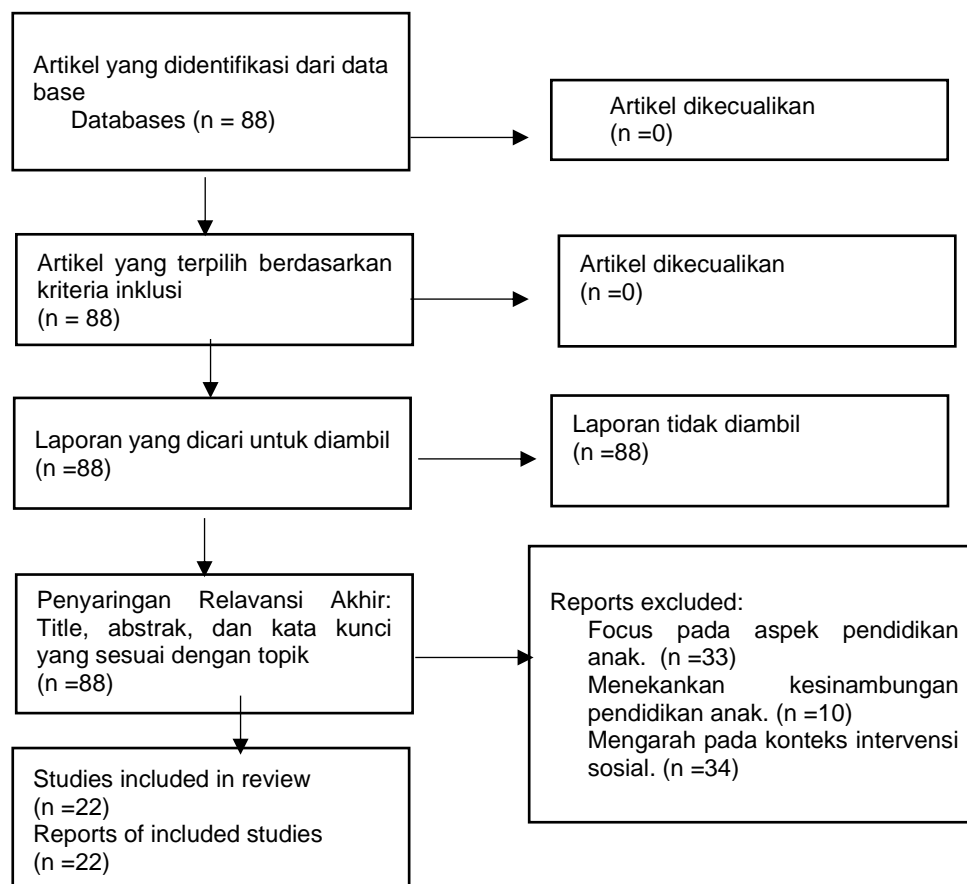 Artikel yang didentifikasi dari data
base
Databases (n = 88)
Artikel dikecualikan
(n =0)
Artikel yang terpilih berdasarkan
kriteria inklusi
(n = 88)
Artikel dikecualikan
(n =0)
Laporan yang dicari untuk diambil
(n =88)
Laporan tidak diambil
(n =88)
Penyaringan Relavansi Akhir:
Title, abstrak, dan kata kunci
yang sesuai dengan topik
(n =88)
Reports excluded:
Focus pada aspek pendidikan
anak. (n =33)
Menekankan kesinambungan
pendidikan anak. (n =10)
Mengarah pada konteks intervensi
sosial. (n =34)
Studies included in review
(n =22)
Reports of included studies
(n =22)